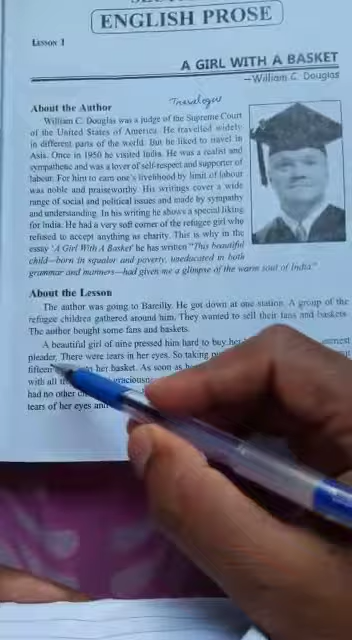 ENGLISH PROSE
LESSON 1
A GIRL WITH A BASKET
—William C. Douglas
Travelogue
About the Author
William C. Douglas was a judge of the Supreme Court
of the United States of America. He travelled widely
in different parts of the world. But he liked to travel in
Asia. Once in 1950 he visited India. He was a realist and
sympathetic and was a lover of self-respect and supporter of
labour. For him to earn one's livelihood by limit of labour
was noble and praiseworthy. His writings cover a wide
range of social and political issues and made by sympathy
and understanding. In his writing he shows a special liking
for India. He had a very soft corner of the refugee girl who
refused to accept anything as charity. This is why in the
essay 'A Girl With A Basket' he has written "This beautiful
child—born in squalor and poverty, uneducated in both
grammar and manners—had given me a glimpse of the warm soul of India"
About the Lesson
The author was going to Bareilly. He got down at one station. A group of the
refugee children gathered around him. They wanted to sell their fans and baskets.
The author bought some fans and baskets.
A beautiful girl of nine pressed him hard to buy her
pleader. There were tears in her eyes. So taking
fifteen her basket. As soon as
with all
had no other
tears of her eyes and